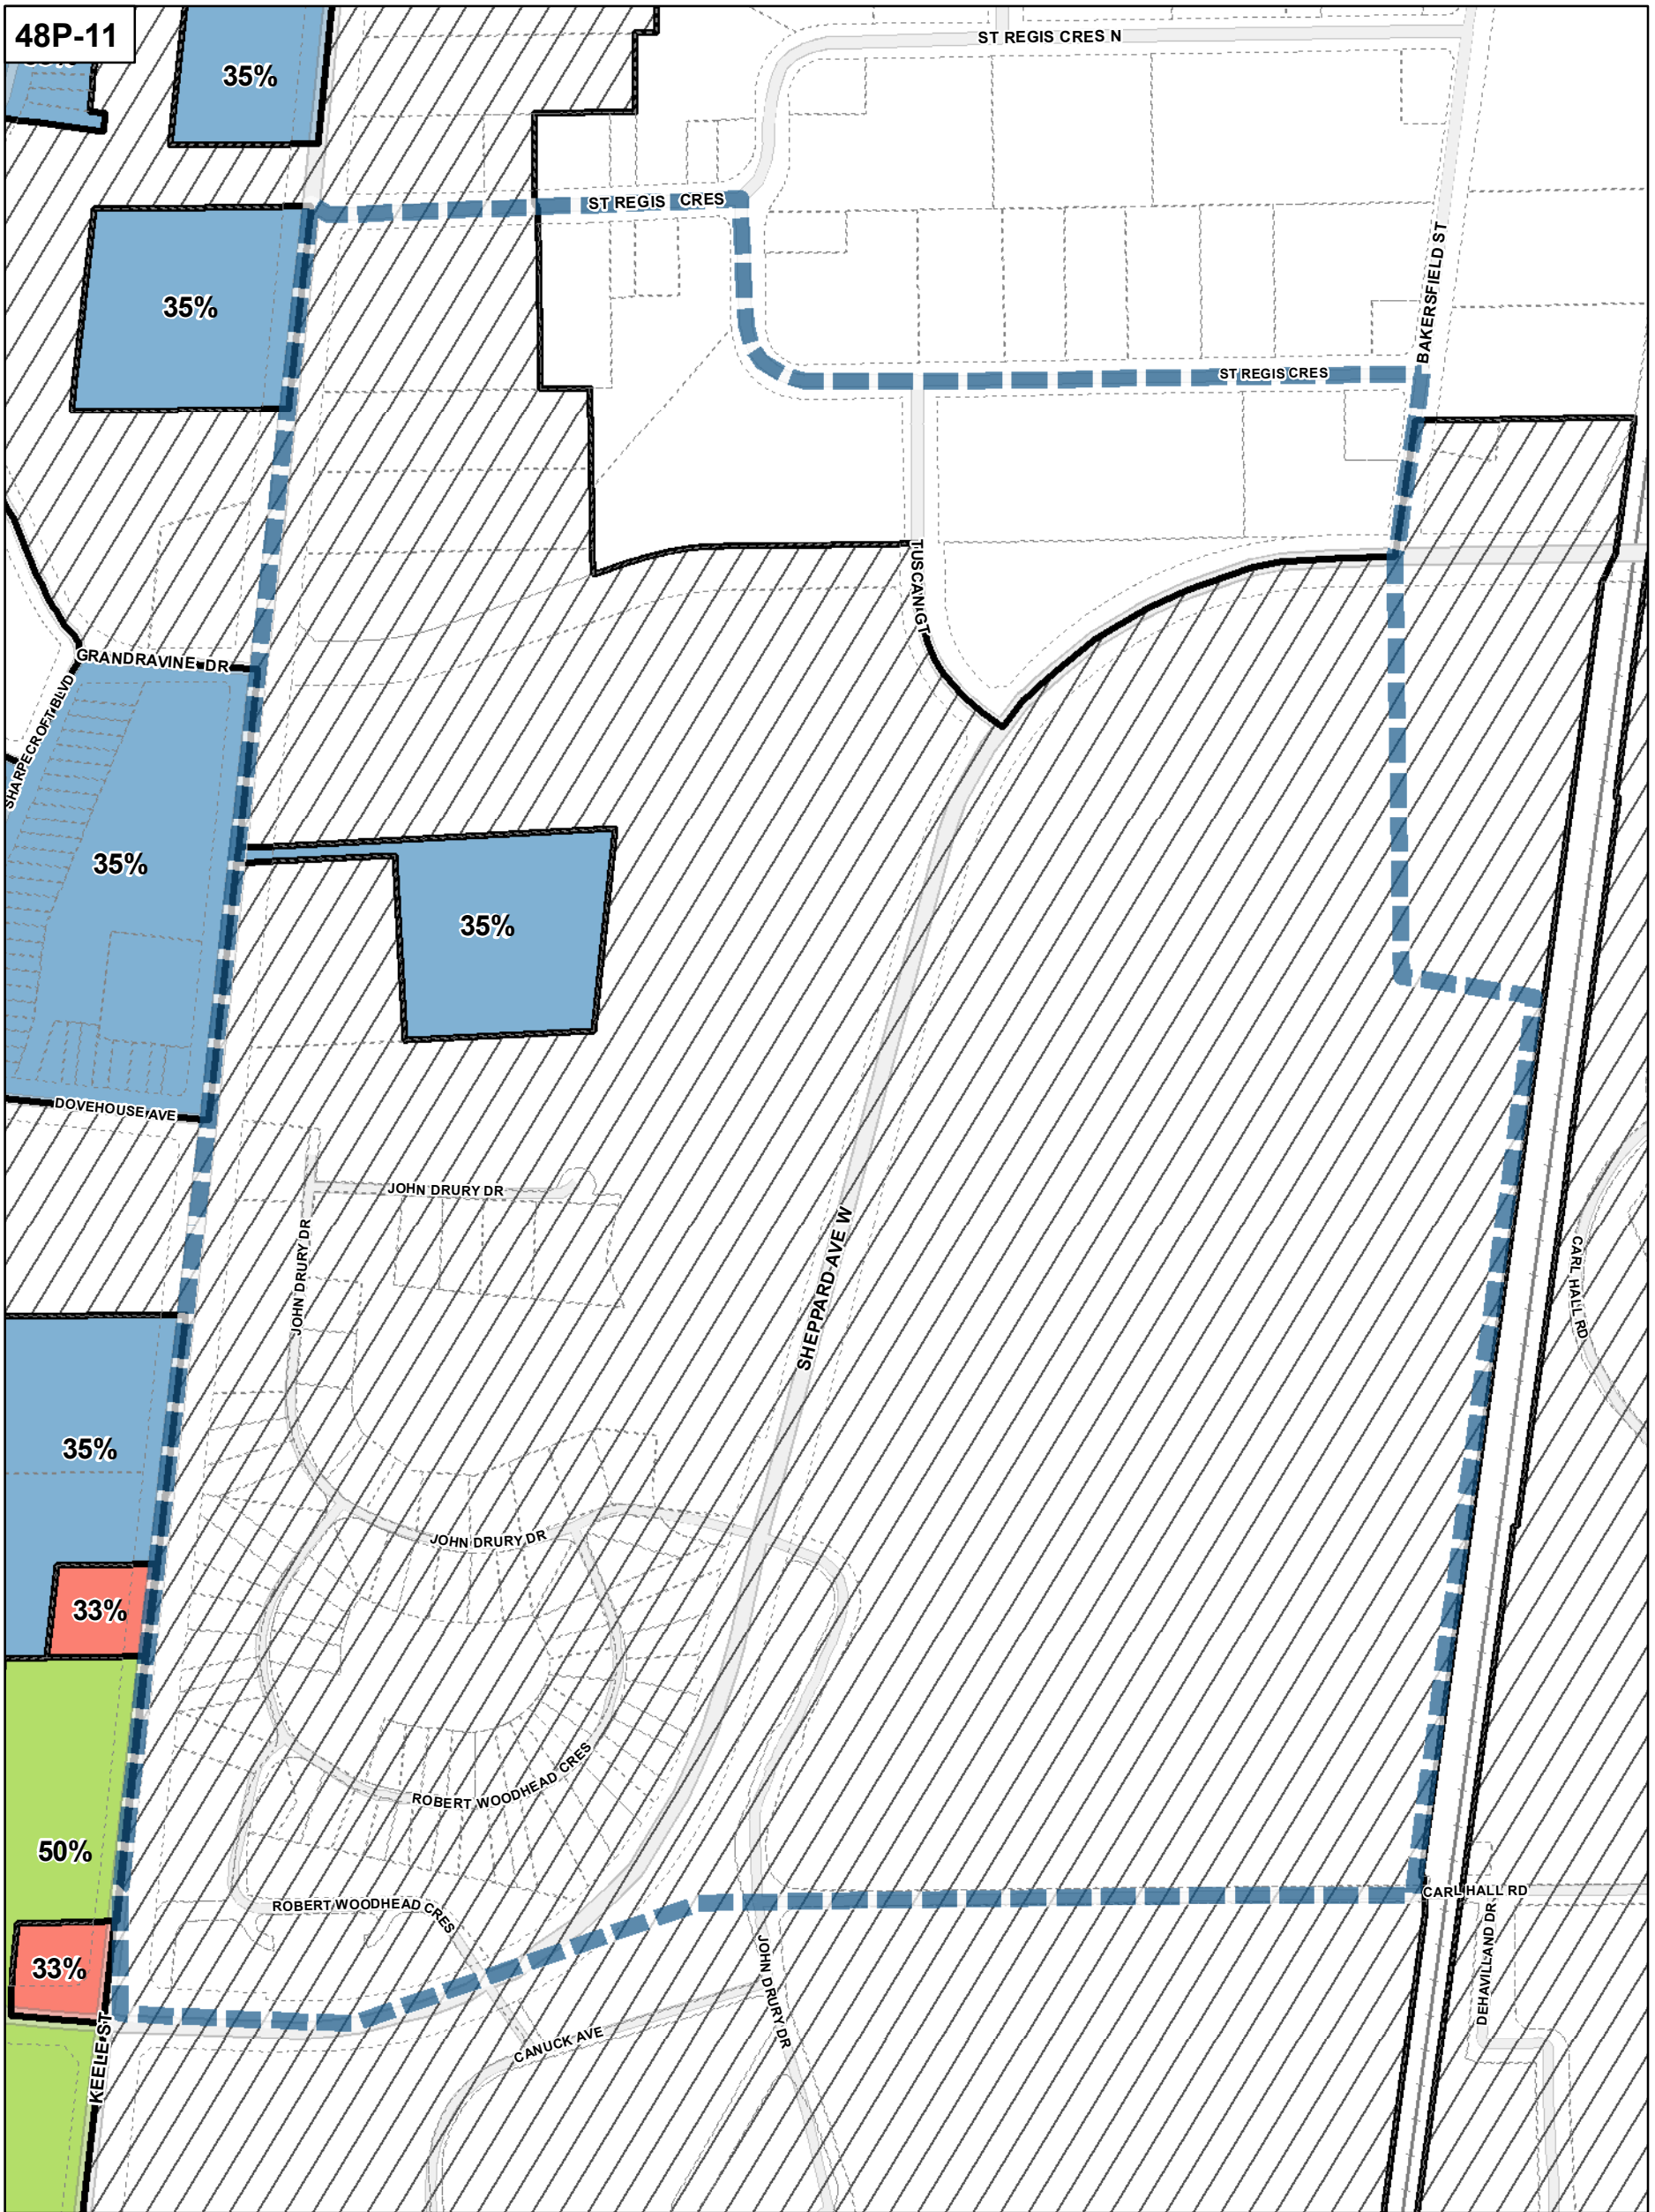 48P-11
ST REGIS CRES N
35%
ST REGIS CRES
35%
BAKERSFIELD ST
ST REGIS CRES
TUSCAN GT
GRANDRAVINE DR
SHARPECROFT BLVD
35%
35%
DOVEHOUSE AVE
JOHN DRURY DR
JOHN DRURY DR
SHEPPARD AVE W
CARL HALL RD
35%
JOHN DRURY DR
33%
ROBERT WOODHEAD CRES
50%
CARL HALL RD
ROBERT WOODHEAD CRES
DEHAVILLAND DR
33%
JOHN DRURY DR
CANUCK AVE
KEELE ST